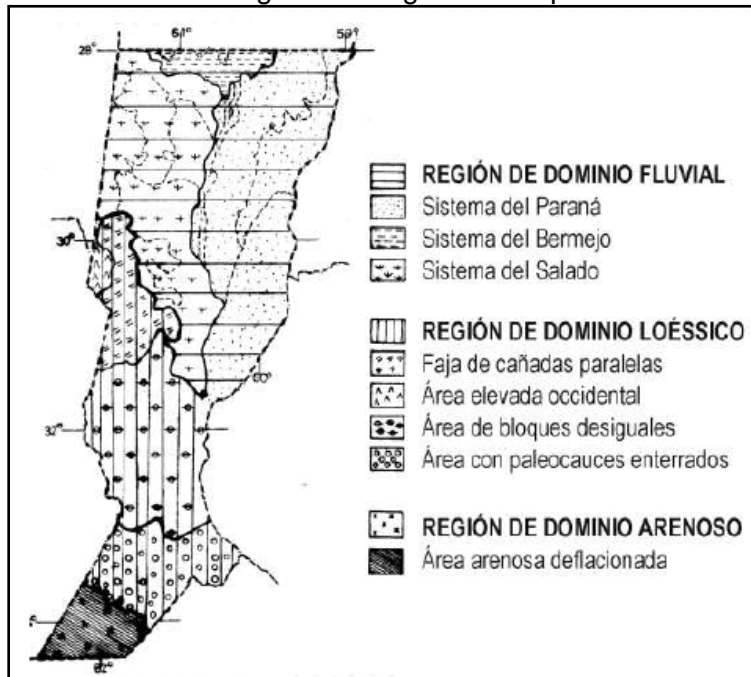 61° 59°
28°
30°
60°
32°
62°
REGIÓN DE DOMINIO FLUVIAL
Sistema del Paraná
Sistema del Bermejo
Sistema del Salado
REGIÓN DE DOMINIO LOÉSSICO
Faja de cañadas paralelas
Área elevada occidental
Área de bloques desiguales
Área con paleocauces enterrados
REGIÓN DE DOMINIO ARENOSO
Área arenosa deflacionada